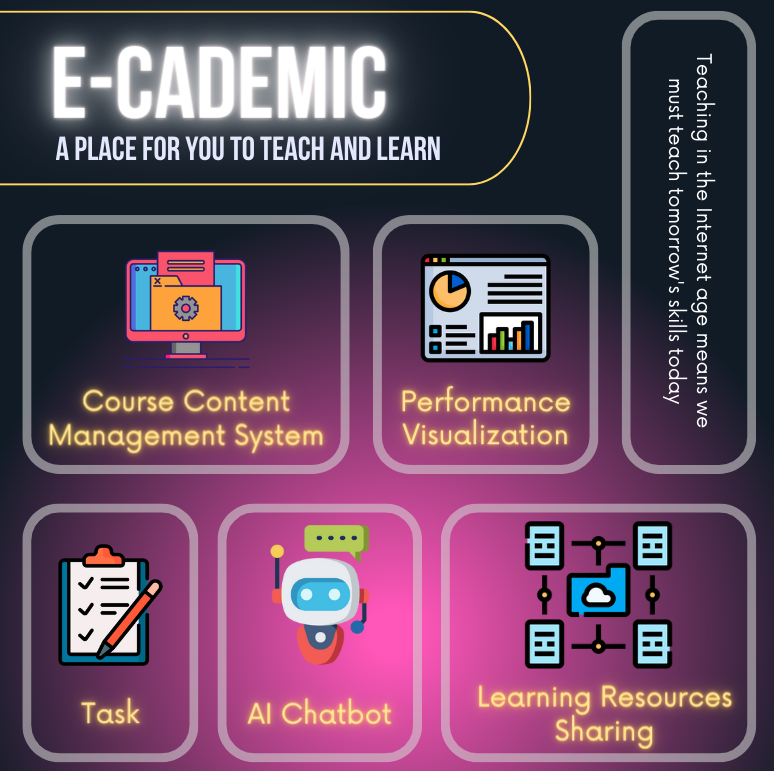 E-CADEMIC
A PLACE FOR YOU TO TEACH AND LEARN
Teaching in the Internet age means we
must teach tomorrow's skills today
Course Content
Management System
Performance
Visualization
Task
AI Chatbot
Learning Resources
Sharing